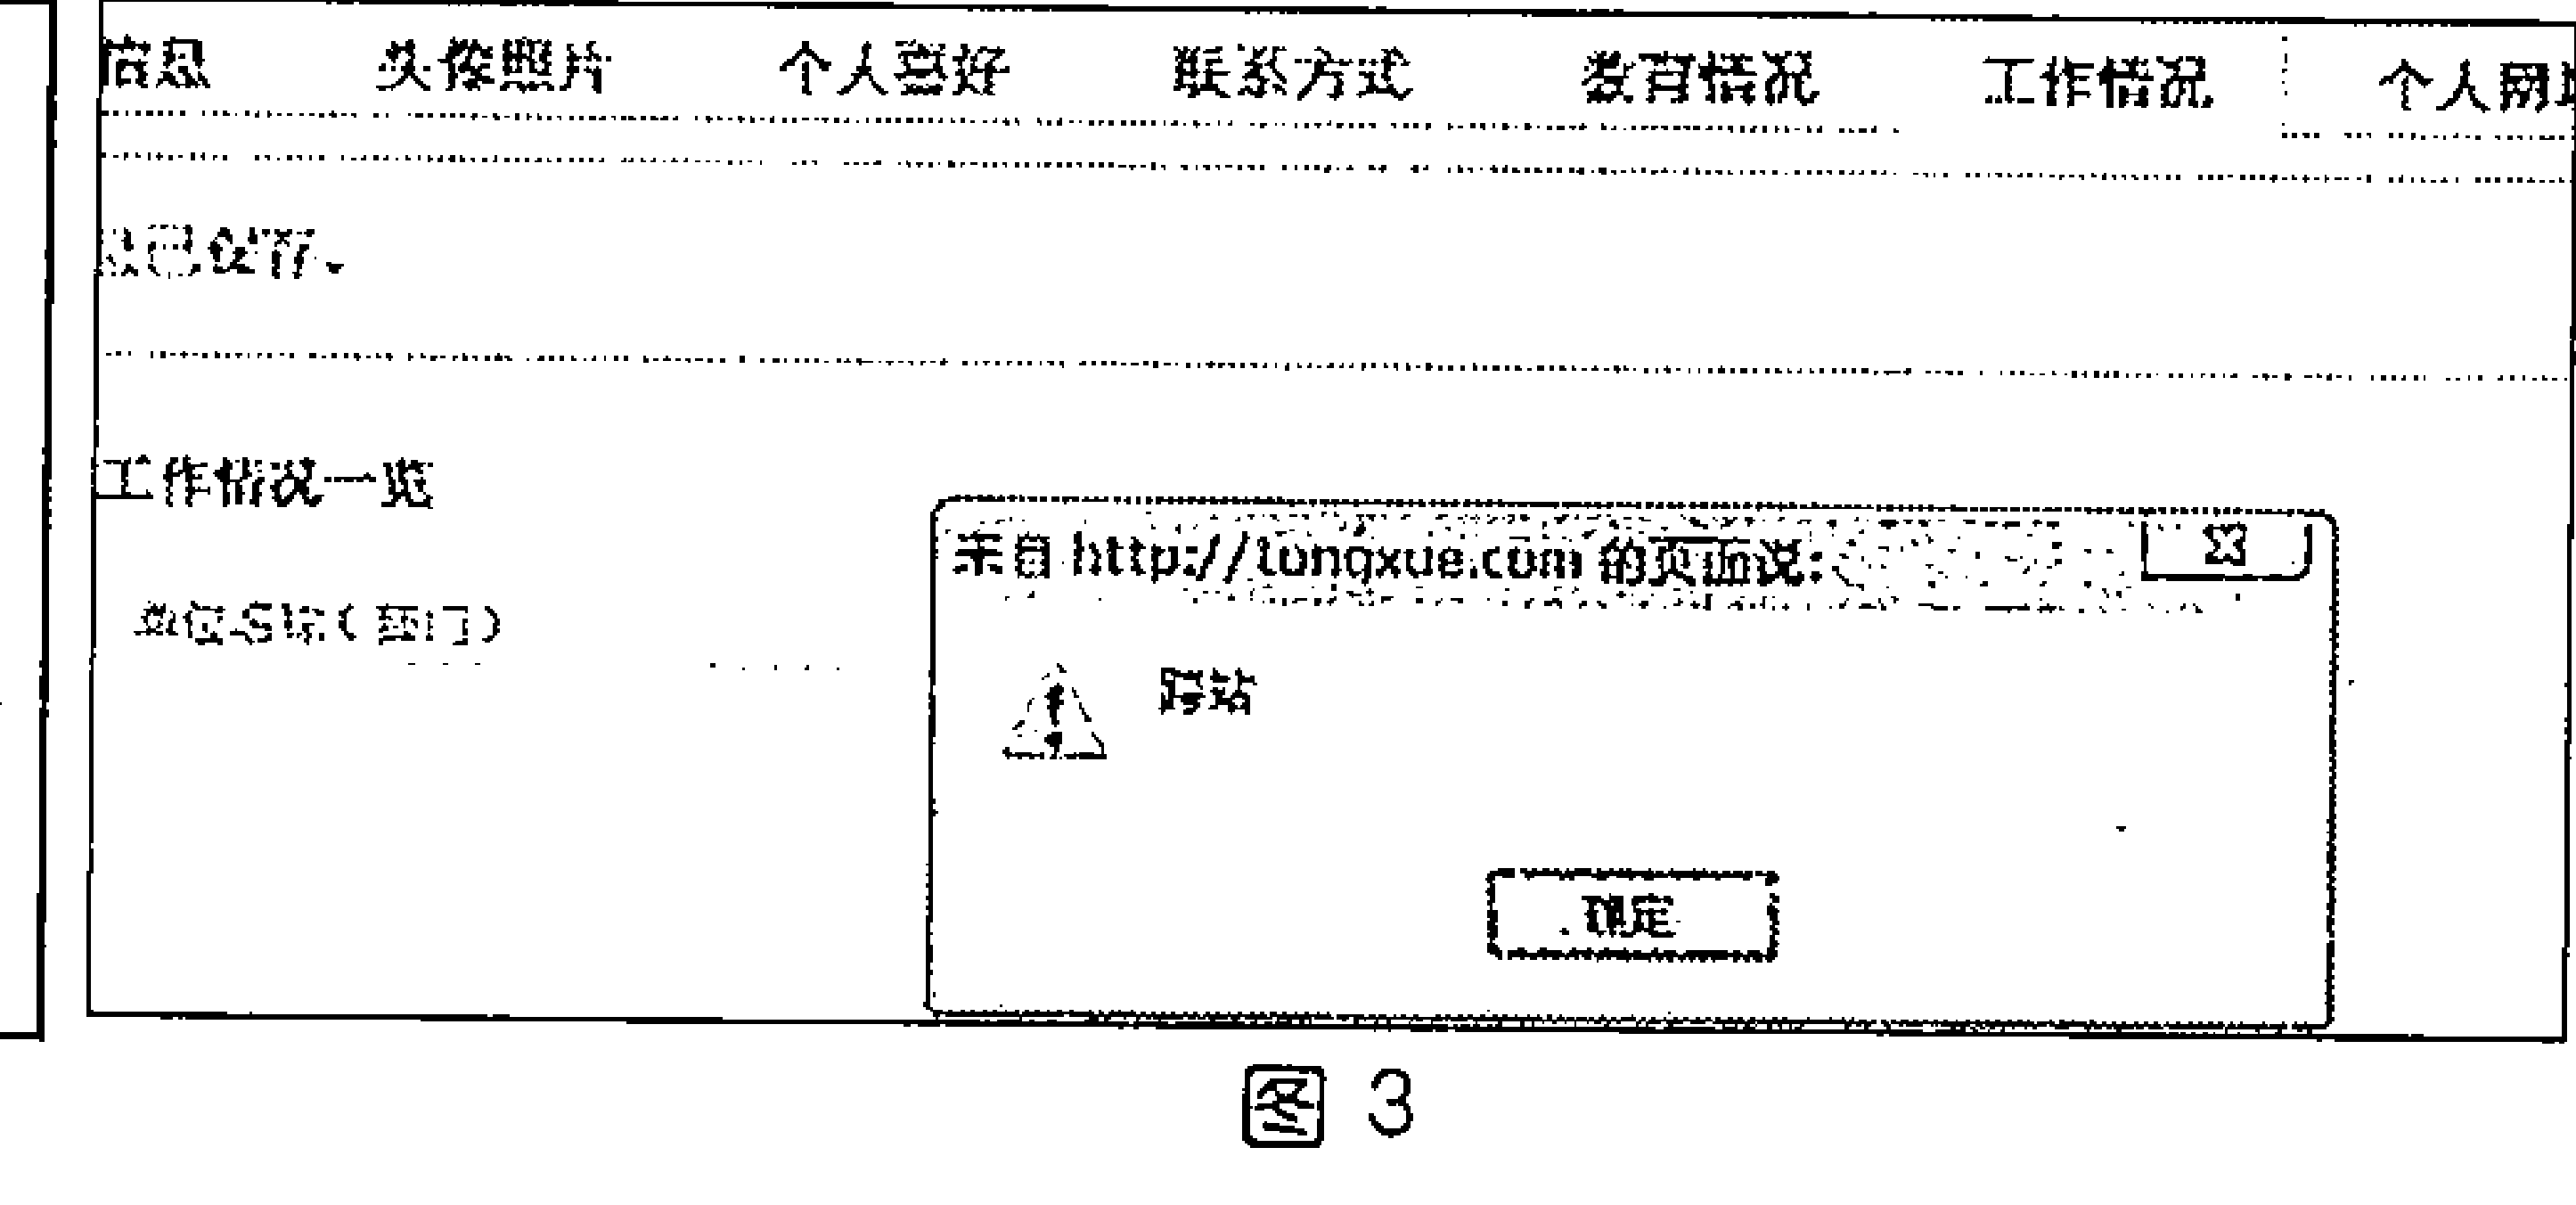 信息 头像照片 个人喜好 联系方式 教育情况 工作情况 个人网
已保存。
工作情况一览
单位名称(部门)
来自 http://tongxue.com 的页面说:
跨站
确定
图 3